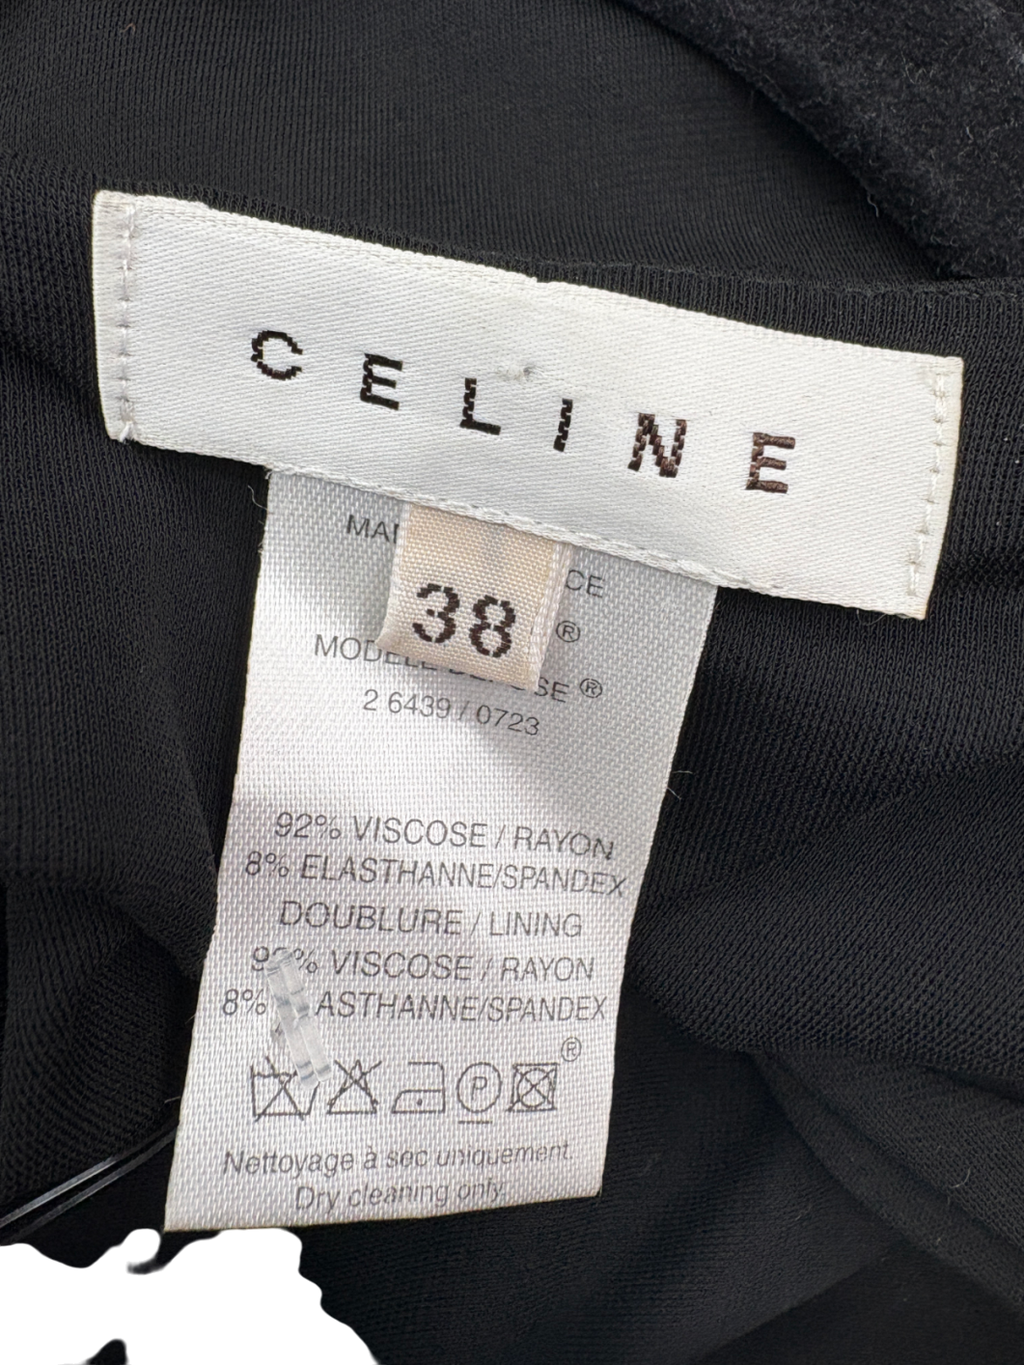 CELINE
38
®
®
2 6439 / 0723
92% VISCOSE / RAYON
8% ELASTHANNE/SPANDEX
DOUBLURE / LINING
VISCOSE / RAYON
8% ASTHANNE/SPANDEX
®
P
Nettoyage à sec uniquement.
Dry cleaning only.